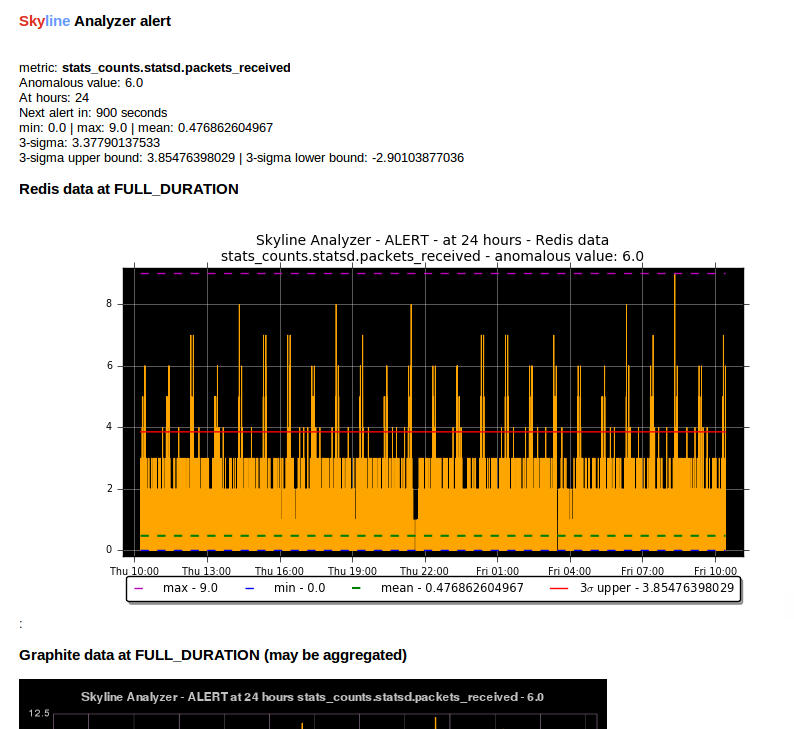 Skyline Analyzer alert
metric: stats_counts.statsd.packets_received
Anomalous value: 6.0
At hours: 24
Next alert in: 900 seconds
min: 0.0 | max: 9.0 | mean: 0.476862604967
3-sigma: 3.37790137533
3-sigma upper bound: 3.85476398029 | 3-sigma lower bound: -2.90103877036
Redis data at FULL_DURATION
Skyline Analyzer - ALERT - at 24 hours - Redis data
stats_counts.statsd.packets_received - anomalous value: 6.0
8
6
4
2
0
Thu 10:00 Thu 13:00 Thu 16:00 Thu 19:00 Thu 22:00 Fri 01:00 Fri 04:00 Fri 07:00 Fri 10:00
max - 9.0 min - 0.0 mean - 0.476862604967 3σ upper - 3.85476398029
:
Graphite data at FULL_DURATION (may be aggregated)
Skyline Analyzer - ALERT at 24 hours stats_counts.statsd.packets_received - 6.0
12.5